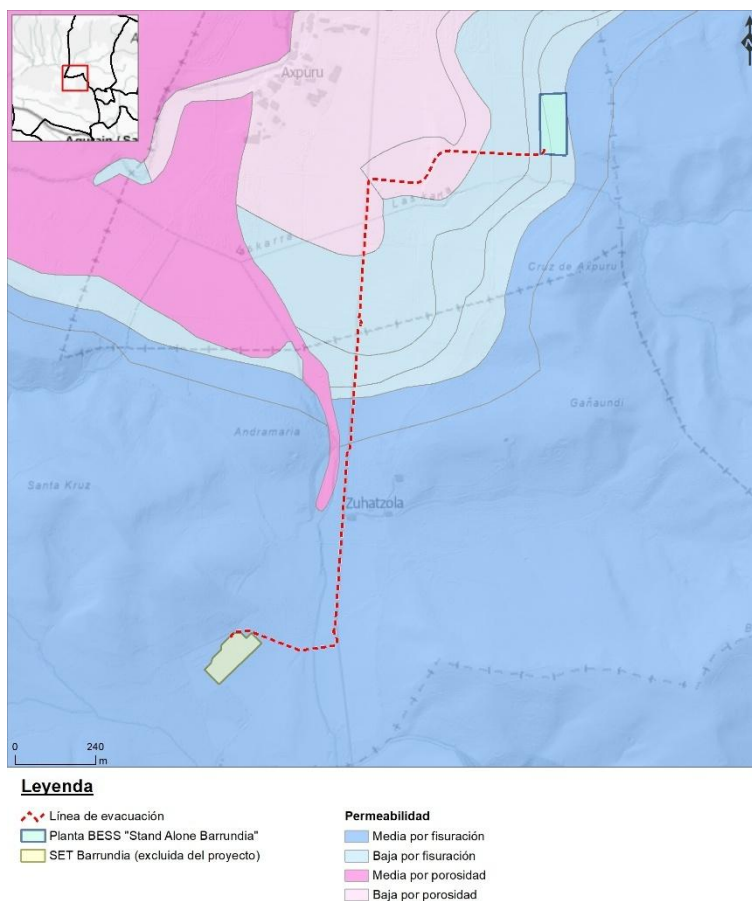 Axpuru
Laskana
Cruz de Axpuru
Gañaundi
Andramaria
Santa Kruz
Zuhatzola
0 240
m
Leyenda
Línea de evacuación
Planta BESS "Stand Alone Barrundia"
SET Barrundia (excluida del proyecto)
Permeabilidad
Media por fisuración
Baja por fisuración
Media por porosidad
Baja por porosidad